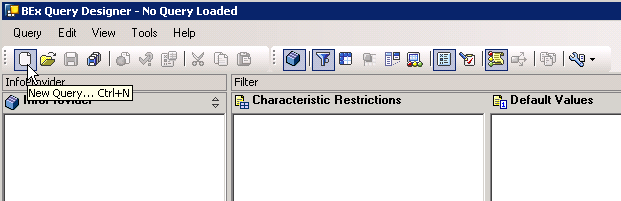 BEx Query Designer - No Query Loaded
Query Edit View Tools Help
InfoProvider Filter
New Query... Ctrl+N
InfoProvider Characteristic Restrictions Default Values